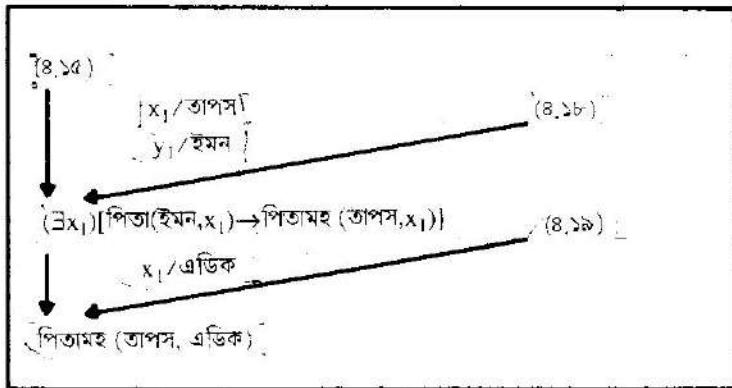 (৪.১৫)
[x₁/তাপস]
(৪.১৮)
y₁/ইমন
(∃x₁)[পিতা(ইমন,x₁)→পিতামহ (তাপস,x₁)]
(৪.১৯)
x₁/এডিক
পিতামহ (তাপস, এডিক)